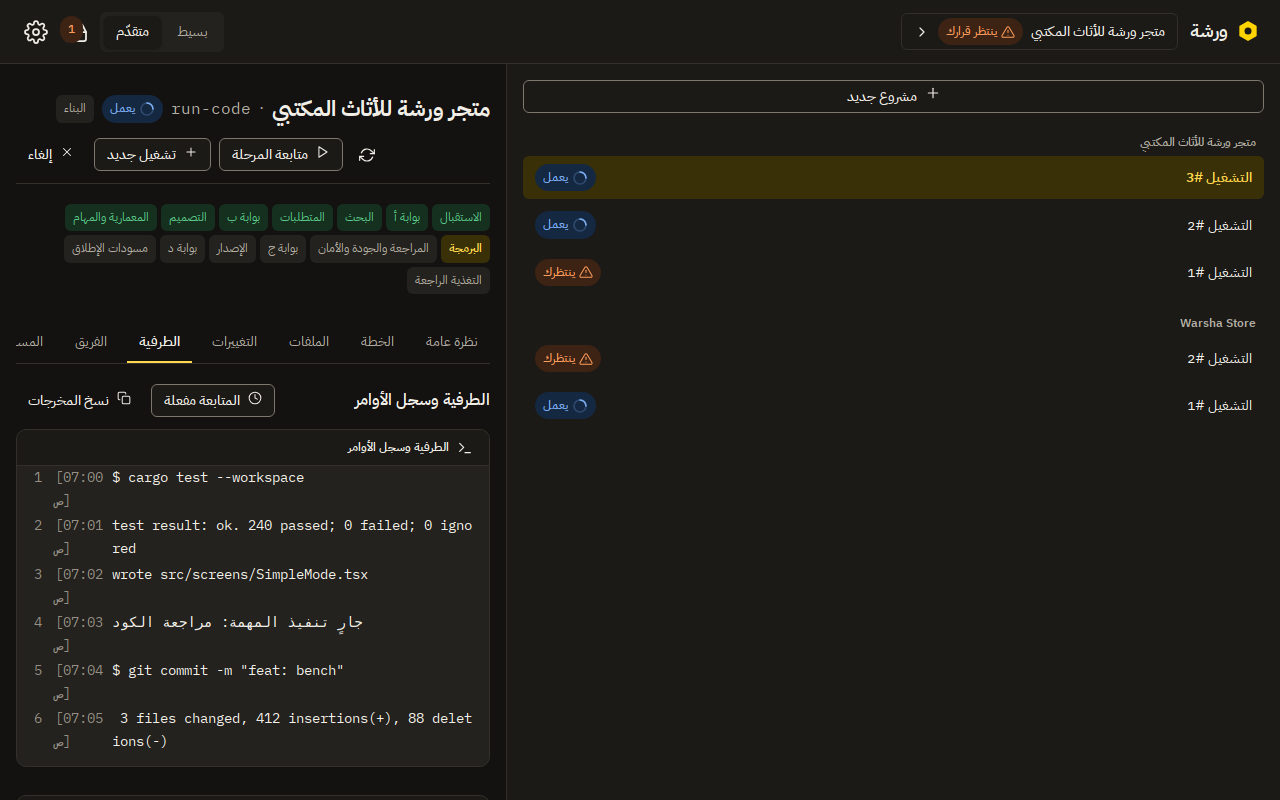 ورشة
متجر ورشة للأثاث المكتبي
ينتظر قرارك
بسيط
متقدّم
1
مشروع جديد
متجر ورشة للأثاث المكتبي
التشغيل #3
يعمل
التشغيل #2
يعمل
التشغيل #1
ينتظرك
Warsha Store
التشغيل #2
ينتظرك
التشغيل #1
يعمل
متجر ورشة للأثاث المكتبي · run-code يعمل البناء
متابعة المرحلة تشغيل جديد إلغاء
الاستقبال بوابة أ البحث المتطلبات بوابة ب التصميم المعمارية والمهام
البرمجة المراجعة والجودة والأمان بوابة ج الإصدار بوابة د مسودات الإطلاق
التغذية الراجعة
نظرة عامة الخطة الملفات التغييرات الطرفية الفريق المس
الطرفية وسجل الأوامر المتابعة مفعلة نسخ المخرجات
الطرفية وسجل الأوامر
1 [07:00 $ cargo test --workspace
ص]
2 [07:01 test result: ok. 240 passed; 0 failed; 0 igno
ص] red
3 [07:02 wrote src/screens/SimpleMode.tsx
ص]
4 [07:03 جارٍ تنفيذ المهمة: مراجعة الكود
ص]
5 [07:04 $ git commit -m "feat: bench"
ص]
6 [07:05 3 files changed, 412 insertions(+), 88 delet
ص] ions(-)